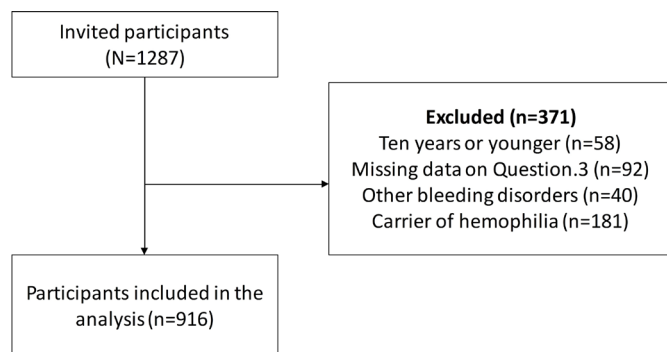 Invited participants
(N=1287)
Excluded (n=371)
Ten years or younger (n=58)
Missing data on Question.3 (n=92)
Other bleeding disorders (n=40)
Carrier of hemophilia (n=181)
Participants included in the
analysis (n=916)